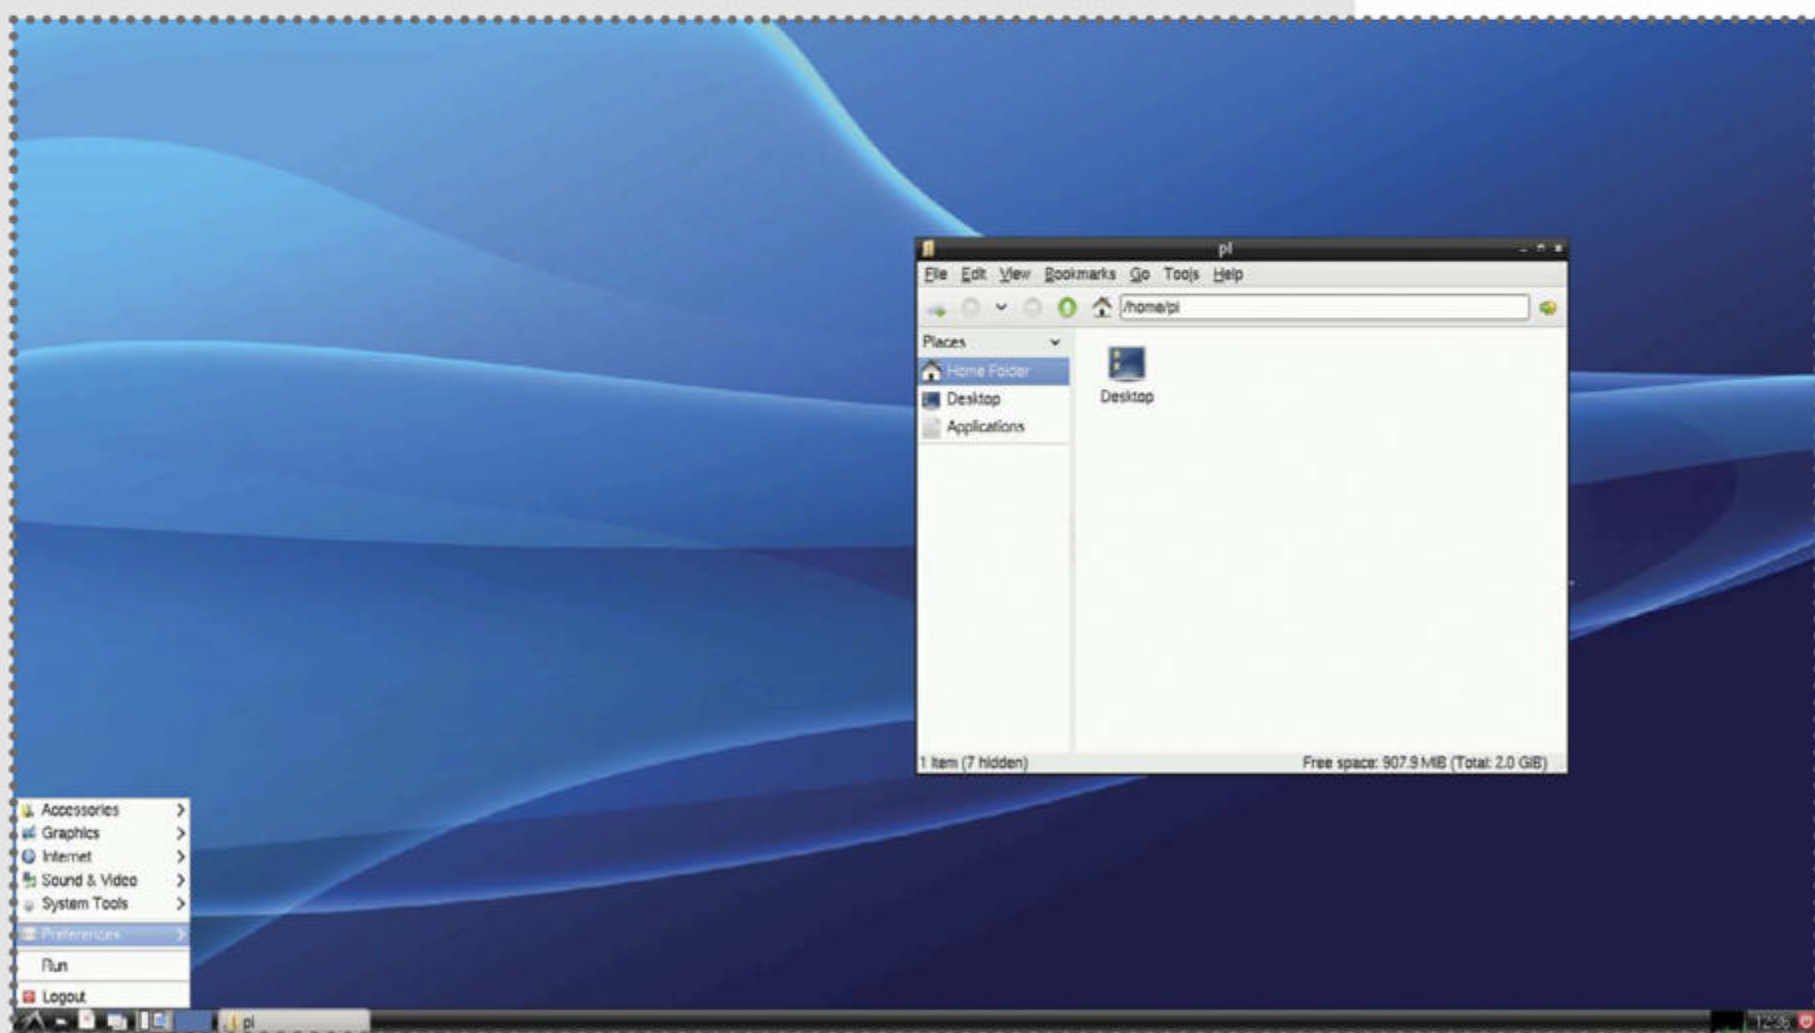 pi
File Edit View Bookmarks Go Tools Help
/home/pi
Places
Home Folder
Desktop
Applications
Desktop
1 item (7 hidden)
Free space: 907.9 MiB (Total: 2.0 GiB)
Accessories
Graphics
Internet
Sound & Video
System Tools
Preferences
Run
Logout
pi
12:36